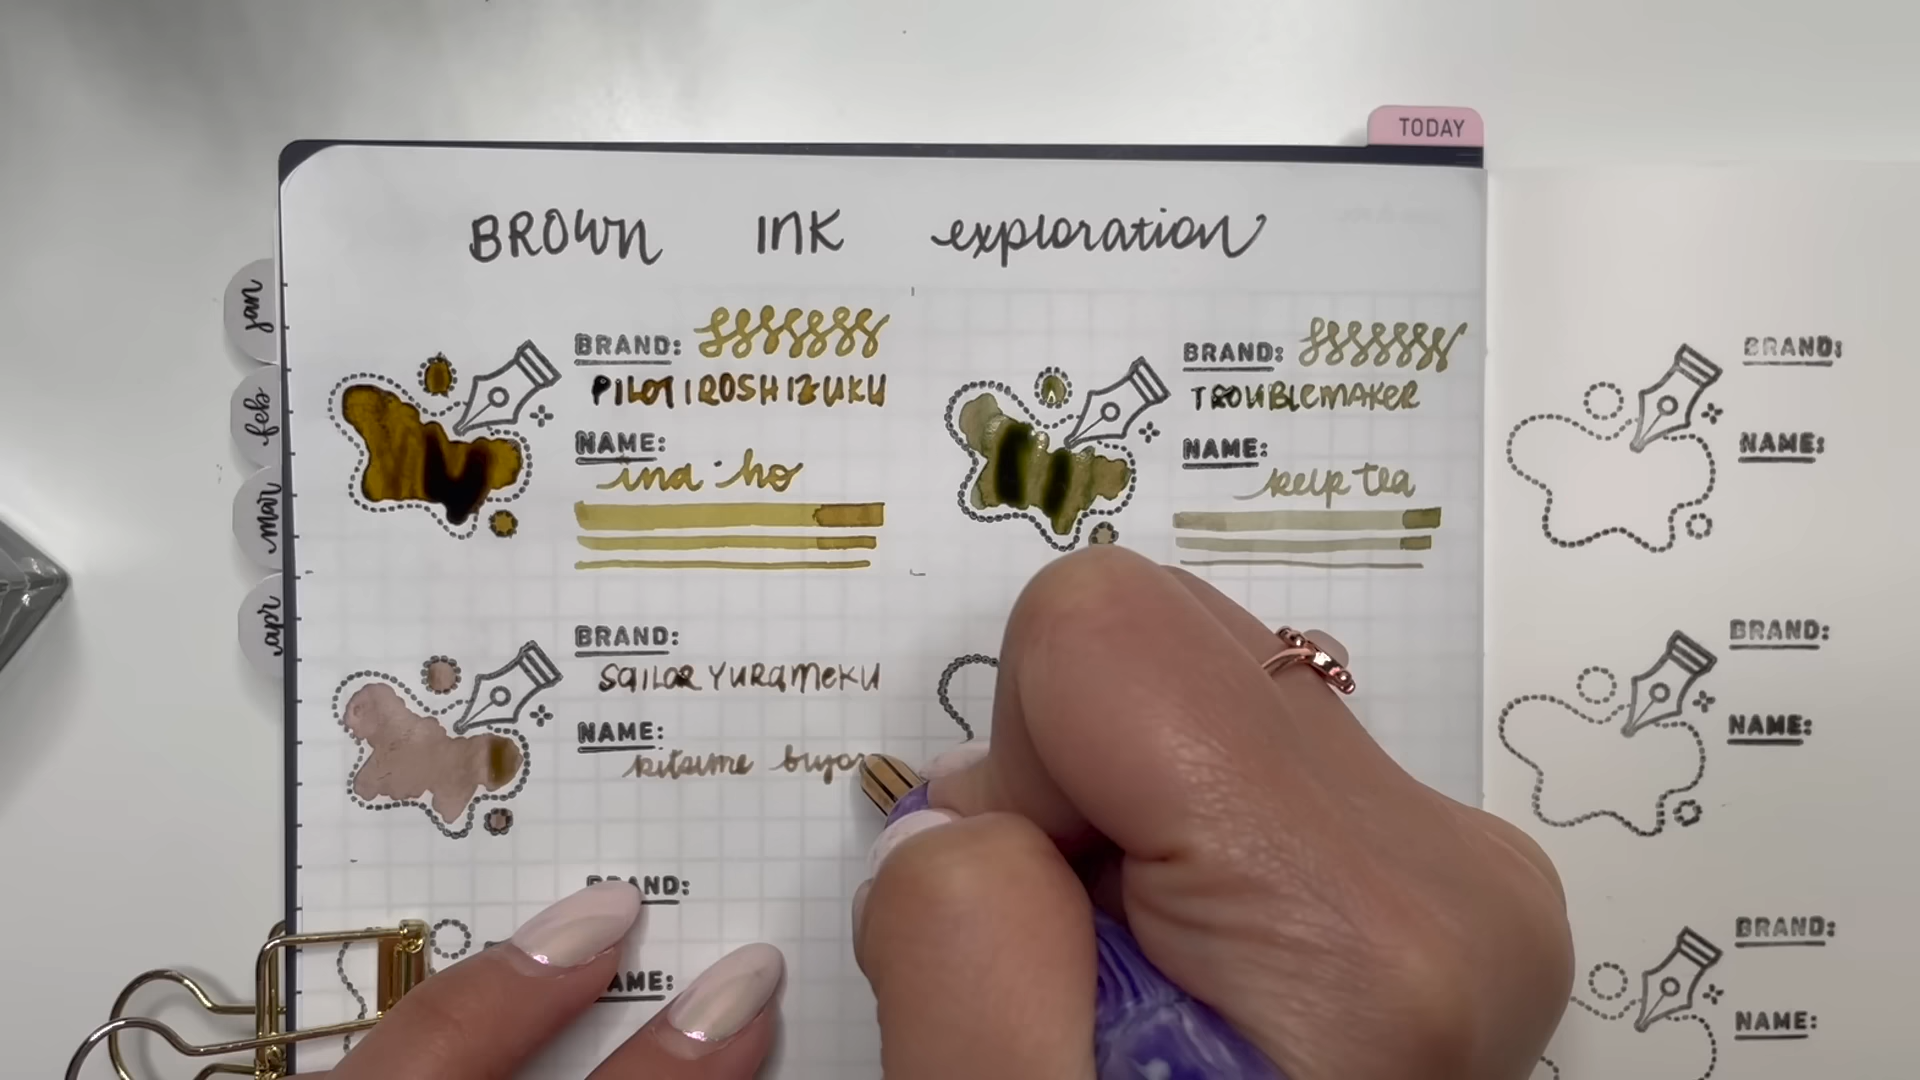 TODAY
BROWN INK exploration
jan
feb
mar
apr
BRAND:
PILOT IROSHIZUKU
NAME:
ina-ho
BRAND:
TROUBLEMAKER
NAME:
kelp tea
BRAND:
SAILOR YURAMEKU
NAME:
kitsune
BRAND:
NAME:
BRAND:
NAME:
BRAND:
NAME:
BRAND:
NAME: